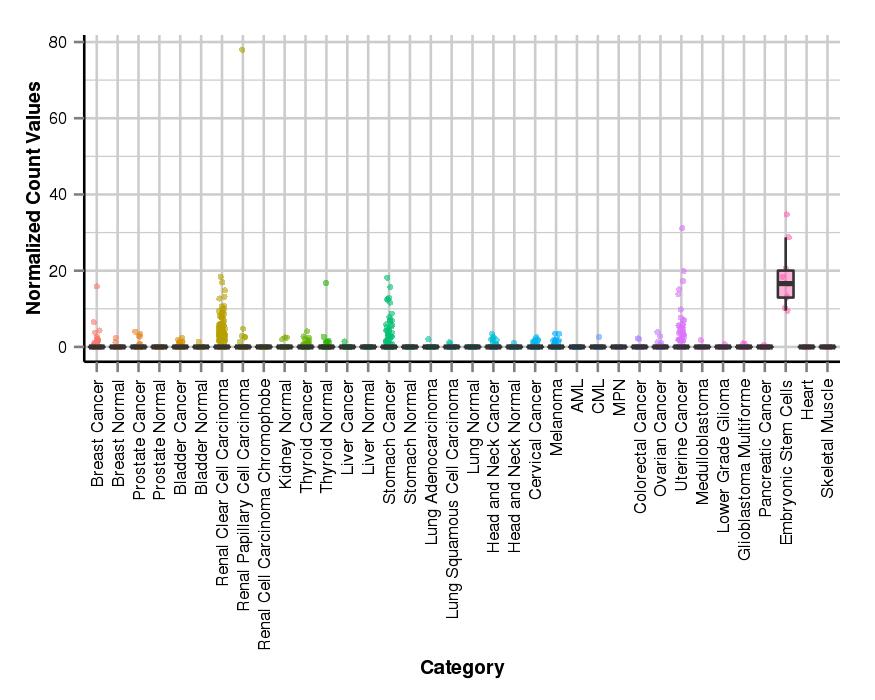 80
60
40
20
0
Normalized Count Values
Breast Cancer
Breast Normal
Prostate Cancer
Prostate Normal
Bladder Cancer
Bladder Normal
Renal Clear Cell Carcinoma
Renal Papillary Cell Carcinoma
Renal Cell Carcinoma Chromophobe
Kidney Normal
Thyroid Cancer
Thyroid Normal
Liver Cancer
Liver Normal
Stomach Cancer
Stomach Normal
Lung Adenocarcinoma
Lung Squamous Cell Carcinoma
Lung Normal
Head and Neck Cancer
Head and Neck Normal
Cervical Cancer
Melanoma
AML
CML
MPN
Colorectal Cancer
Ovarian Cancer
Uterine Cancer
Medulloblastoma
Lower Grade Glioma
Glioblastoma Multiforme
Pancreatic Cancer
Embryonic Stem Cells
Heart
Skeletal Muscle
Category